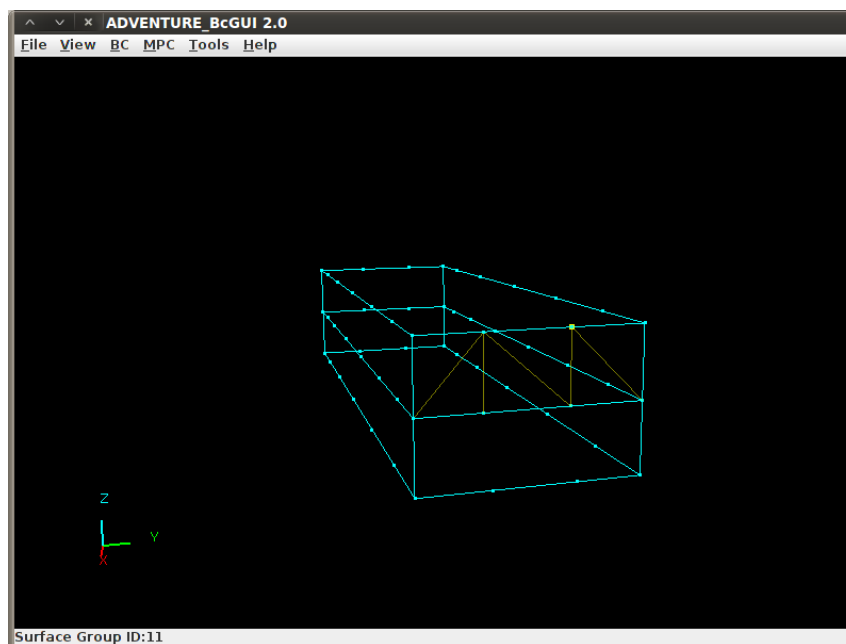 ADVENTURE_BcGUI 2.0
File View BC MPC Tools Help
Z
Y
X
Surface Group ID:11